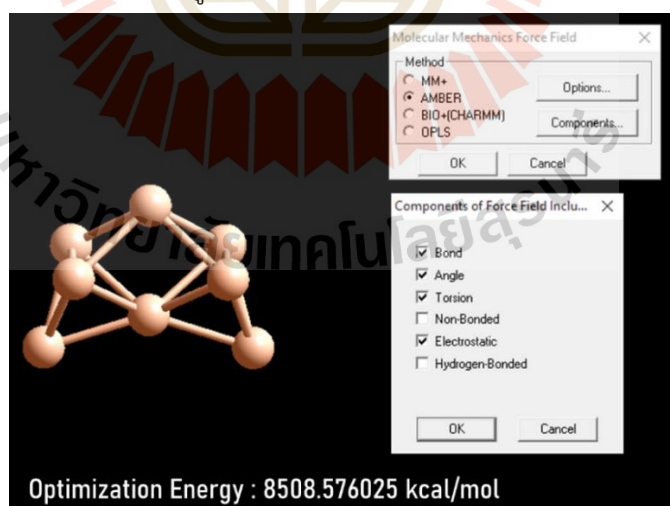 Molecular Mechanics Force Field
Method
MM+
AMBER
BIO+(CHARMM)
OPLS
Options...
Components...
OK
Cancel
Components of Force Field Inclu...
Bond
Angle
Torsion
Non-Bonded
Electrostatic
Hydrogen-Bonded
OK
Cancel
Optimization Energy : 8508.576025 kcal/mol